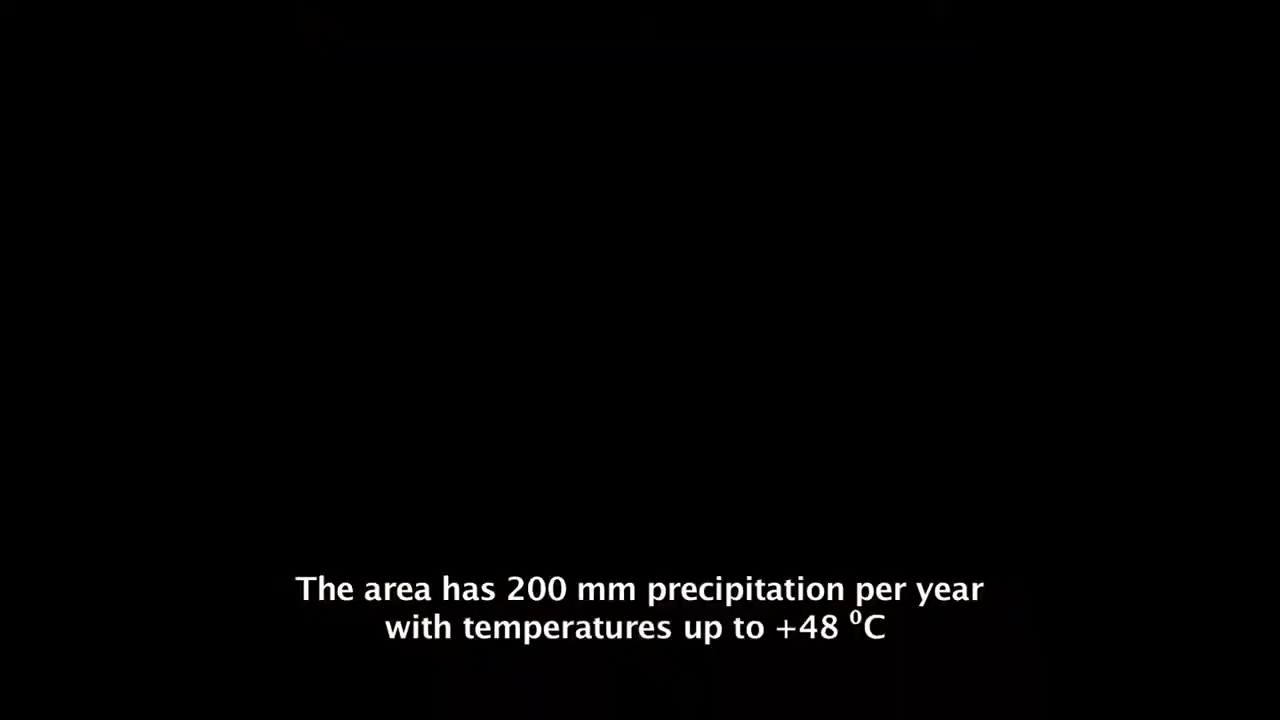 The area has 200 mm precipitation per year
with temperatures up to +48 ⁰C